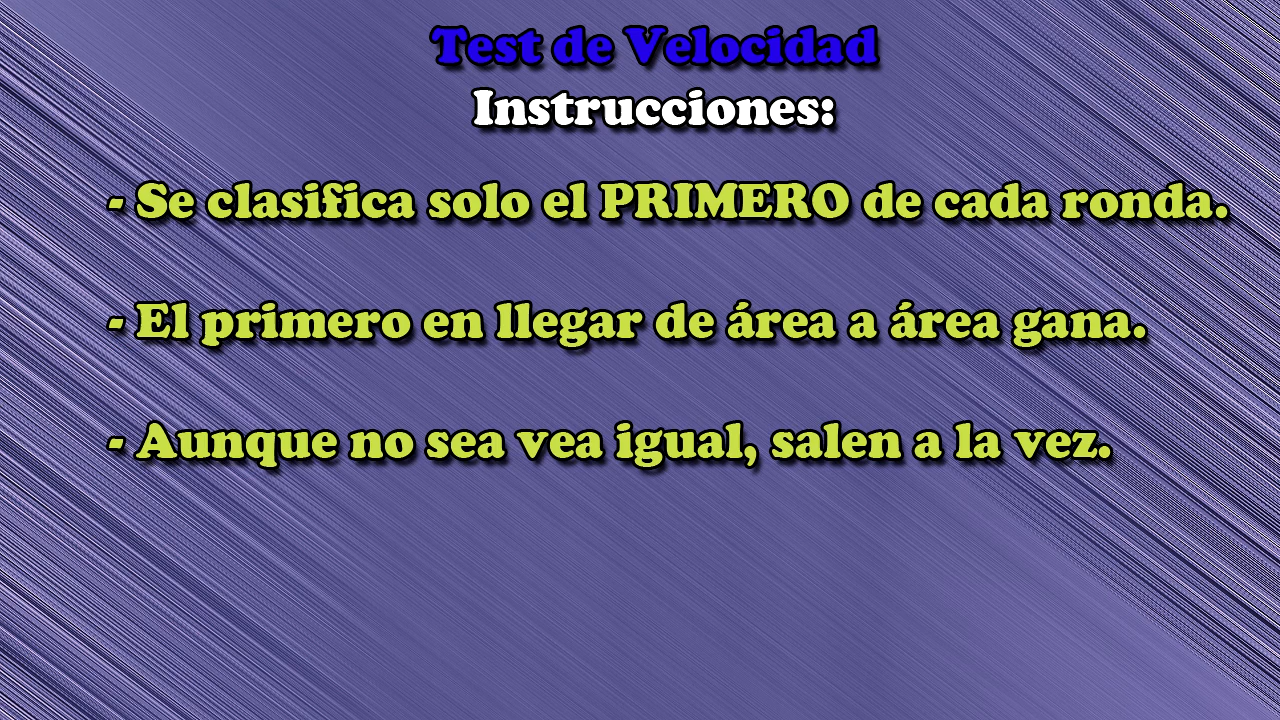 Test de Velocidad
Instrucciones:
- Se clasifica solo el PRIMERO de cada ronda.
- El primero en llegar de área a área gana.
- Aunque no sea vea igual, salen a la vez.